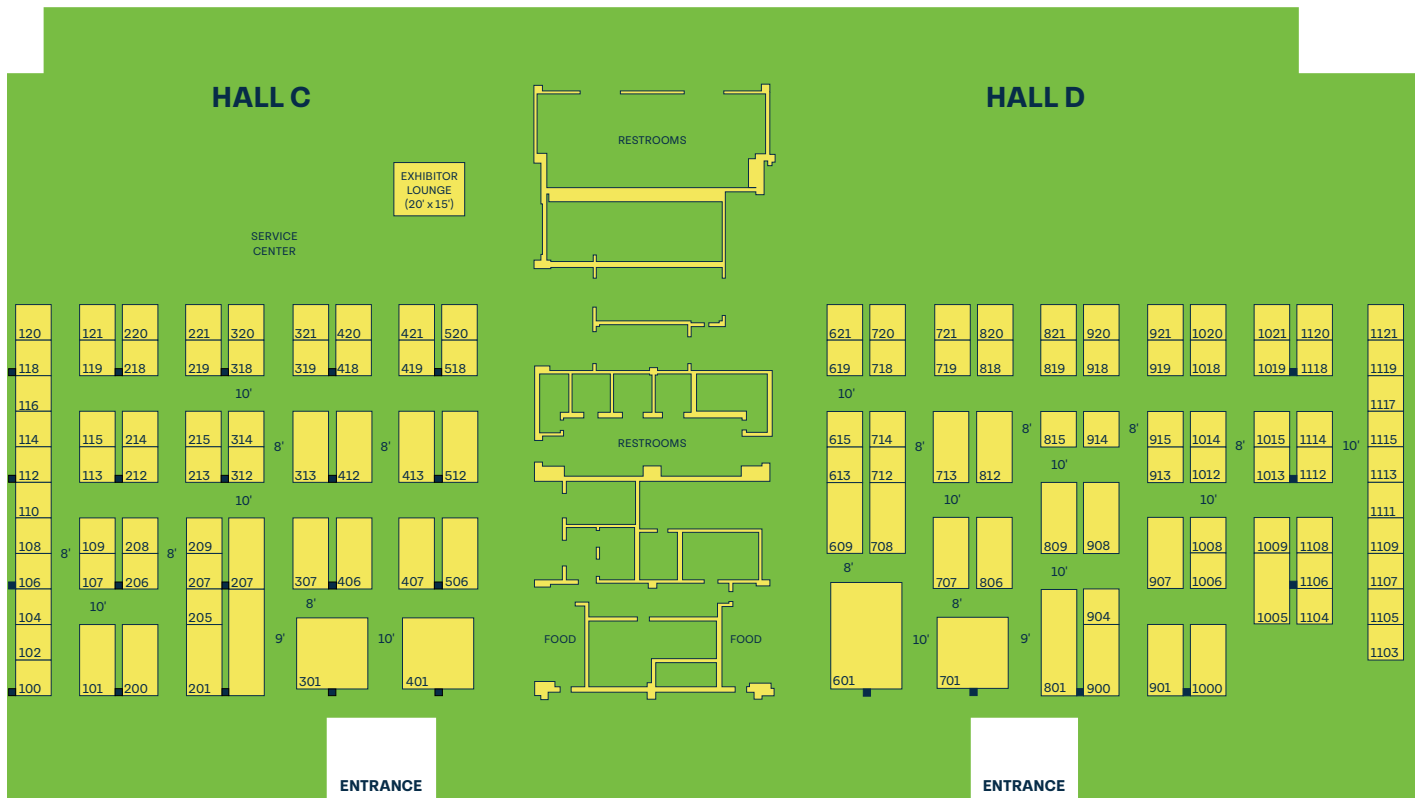 HALL C
HALL D
RESTROOMS
EXHIBITOR
LOUNGE
(20' x 15')
SERVICE
CENTER
120 121 220 221 320 321 420 421 520 621 720 721 820 821 920 921 1020 1021 1120 1121
118 119 218 219 318 319 418 419 518 619 718 719 818 819 918 919 1018 1019 1118 1119
10' 10'
116 1117
8' 8'
114 115 214 215 314 8' 8' RESTROOMS 615 714 8' 815 914 915 1014 8' 1015 1114 10' 1115
10'
112 113 212 213 312 313 412 413 512 613 712 713 812 913 1012 1013 1112 1113
10' 10' 10'
110 1111
108 8' 109 208 8' 209 609 708 809 908 1008 1009 1108 1109
8' 10'
106 107 206 207 207 307 406 407 506 707 806 907 1006 1106 1107
10' 8' 8'
104 205 904 1005 1104 1105
9' 10' FOOD FOOD 10' 9'
102 1103
301 401 601 701
100 101 200 201 801 900 901 1000
ENTRANCE
ENTRANCE